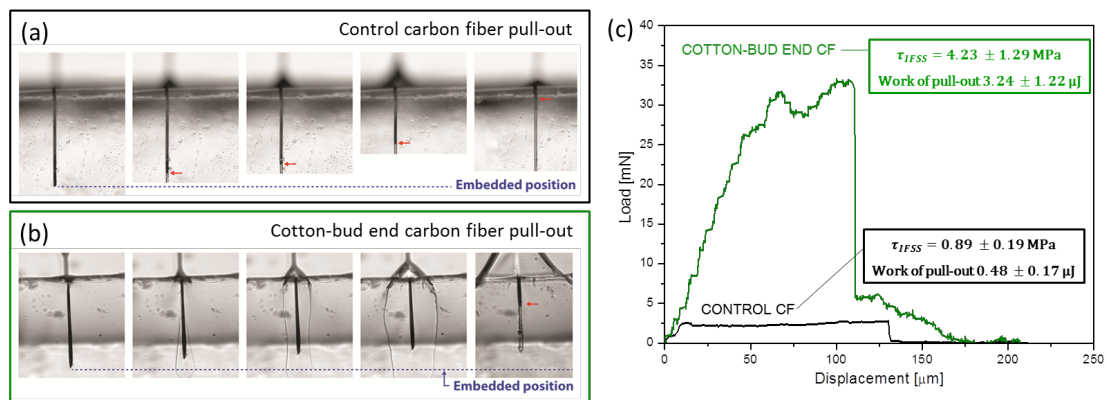 (a)
Control carbon fiber pull-out
Embedded position
(b)
Cotton-bud end carbon fiber pull-out
Embedded position
(c)
40
35
30
25
20
15
10
5
0
Load [mN]
COTTON-BUD END CF
τIFSS = 4.23 ± 1.29 MPa
Work of pull-out 3.24 ± 1.22 μJ
τIFSS = 0.89 ± 0.19 MPa
Work of pull-out 0.48 ± 0.17 μJ
CONTROL CF
0 50 100 150 200 250
Displacement [μm]